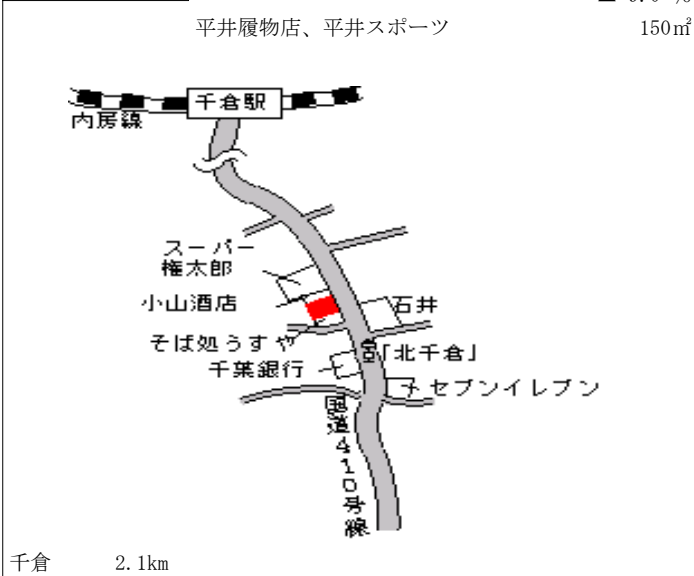 平井履物店、平井スポーツ
150㎡
千倉駅
内房線
スーパー
権太郎
小山酒店
石井
そば処うすや
「北千倉」
千葉銀行
セブンイレブン
国道410号線
千倉 2.1km